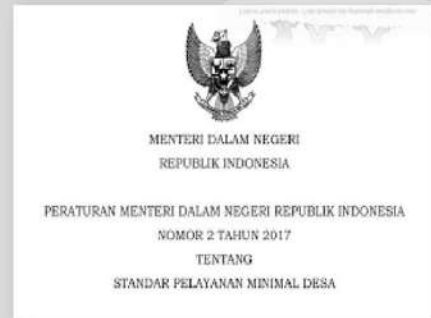 MENTERI DALAM NEGERI
REPUBLIK INDONESIA
PERATURAN MENTERI DALAM NEGERI REPUBLIK INDONESIA
NOMOR 2 TAHUN 2017
TENTANG
STANDAR PELAYANAN MINIMAL DESA